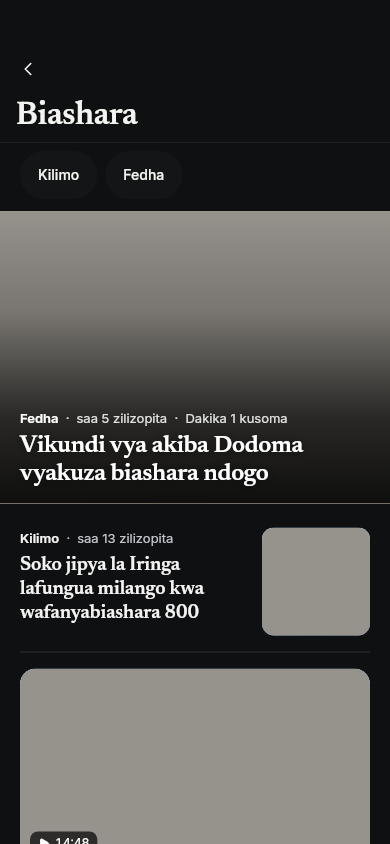 Biashara
Kilimo
Fedha
Fedha · saa 5 zilizopita · Dakika 1 kusoma
Vikundi vya akiba Dodoma
vyakuza biashara ndogo
Kilimo · saa 13 zilizopita
Soko jipya la Iringa
lafungua milango kwa
wafanyabiashara 800
14:48